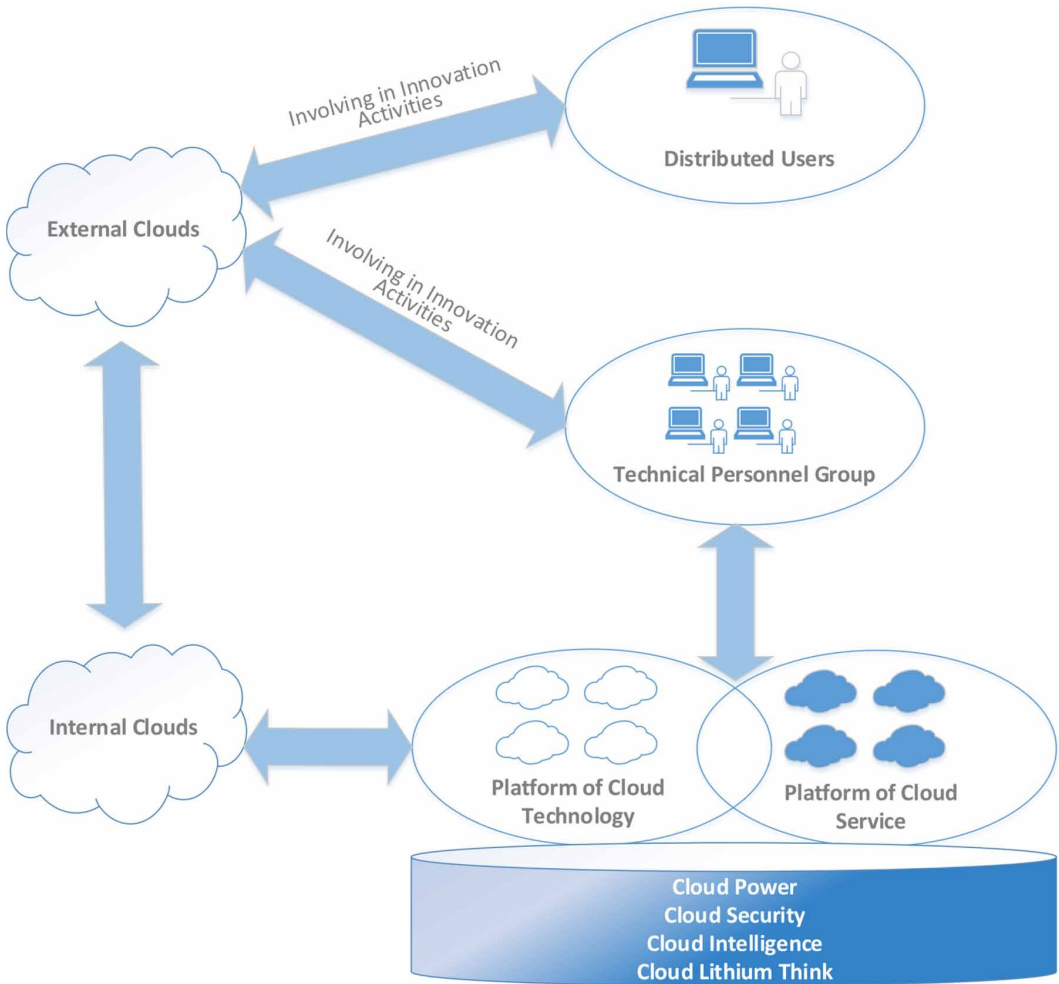 Involving in Innovation
Activities
Distributed Users
External Clouds
Involving in Innovation
Activities
Technical Personnel Group
Internal Clouds
Platform of Cloud
Technology
Platform of Cloud
Service
Cloud Power
Cloud Security
Cloud Intelligence
Cloud Lithium Think